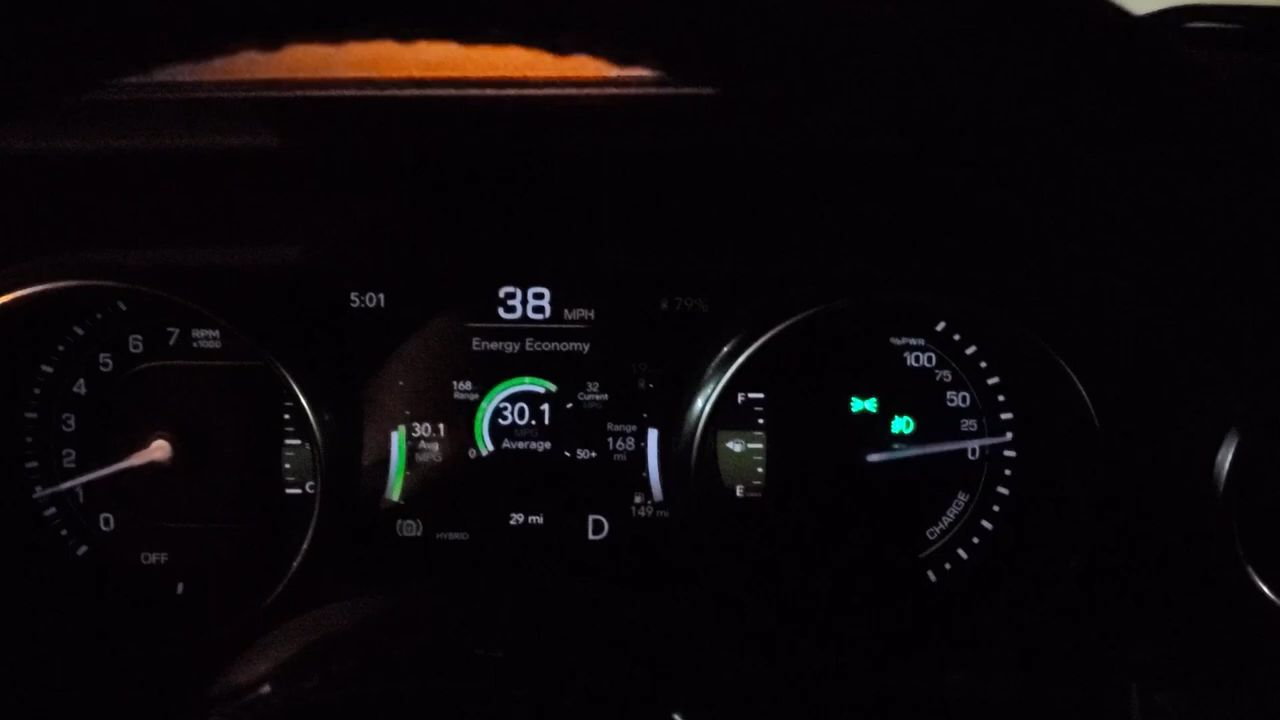 5:01
38 MPH
79%
Energy Economy
7 RPM
x1000
6
5
4
3
2
1
0
OFF
C
168
Range
32
Current
MPG
19
30.1
MPG
Average
30.1
Avg
MPG
0
50+
Range
168
mi
149 mi
29 mi
D
HYBRID
F
E
%PWR
100
75
50
25
0
CHARGE